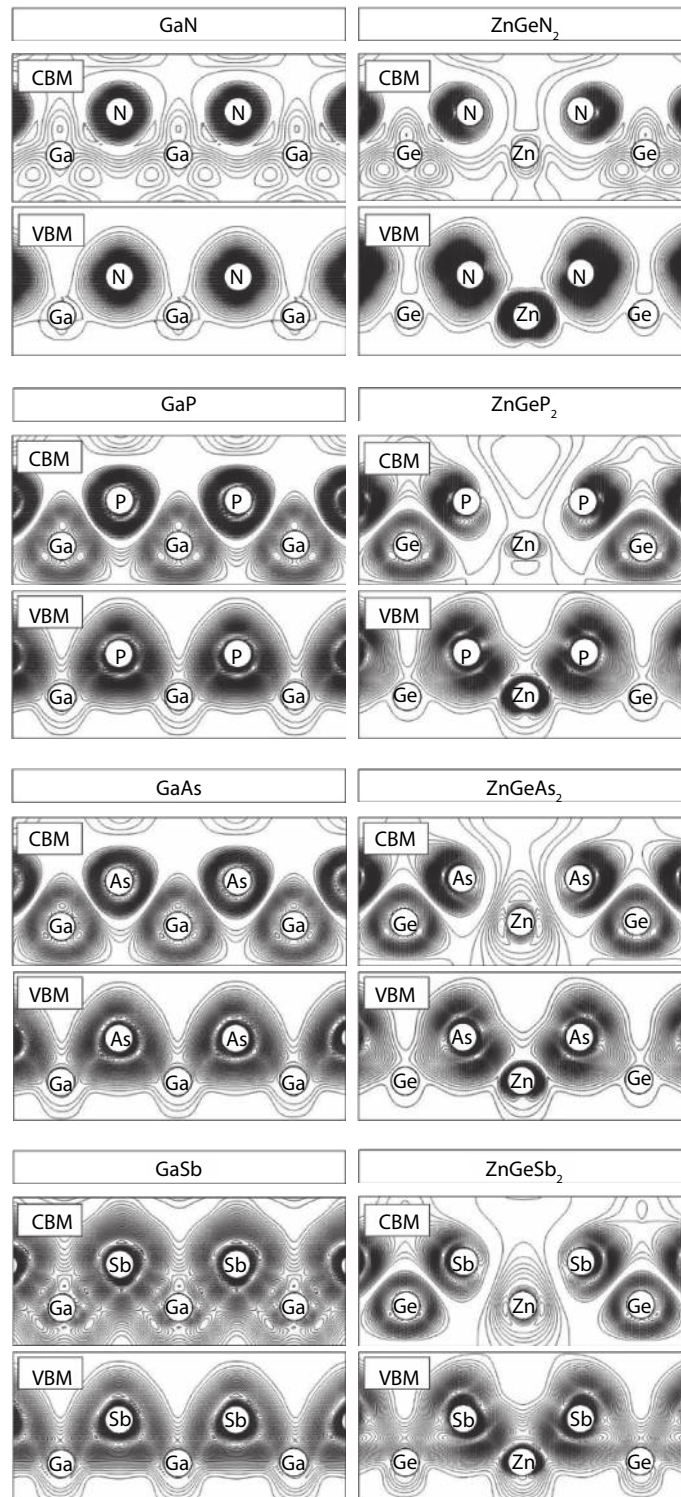 GaN
ZnGeN₂
CBM
N N
Ga Ga Ga
CBM
N N
Ge Zn Ge
VBM
N N
Ga Ga Ga
VBM
N N
Ge Zn Ge
GaP
ZnGeP₂
CBM
P P
Ga Ga Ga
CBM
P P
Ge Zn Ge
VBM
P P
Ga Ga Ga
VBM
P P
Ge Zn Ge
GaAs
ZnGeAs₂
CBM
As As
Ga Ga Ga
CBM
As As
Ge Zn Ge
VBM
As As
Ga Ga Ga
VBM
As As
Ge Zn Ge
GaSb
ZnGeSb₂
CBM
Sb Sb
Ga Ga Ga
CBM
Sb Sb
Ge Zn Ge
VBM
Sb Sb
Ga Ga Ga
VBM
Sb Sb
Ge Zn Ge